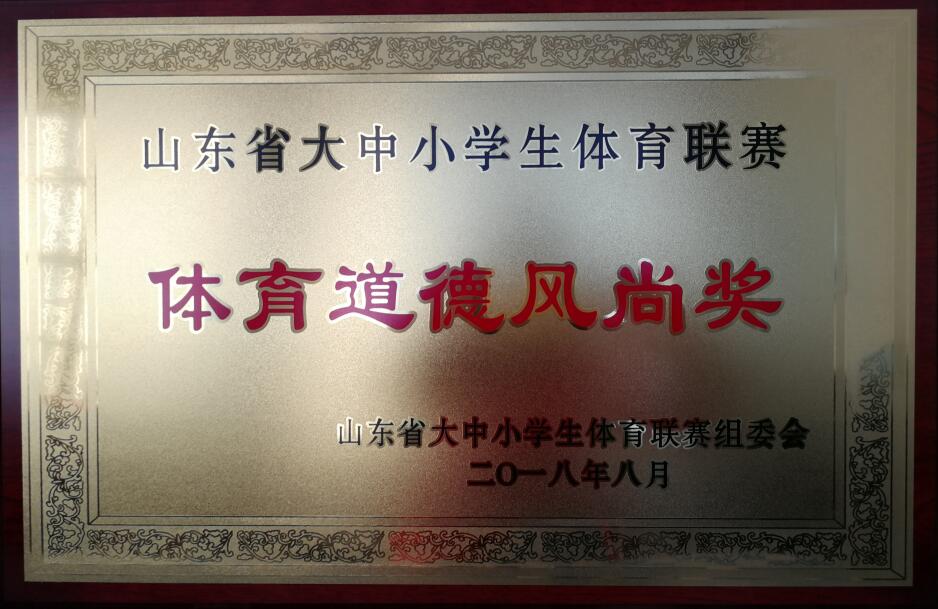 山东省大中小学生体育联赛
体育道德风尚奖
山东省大中小学生体育联赛组委会
二〇一八年八月